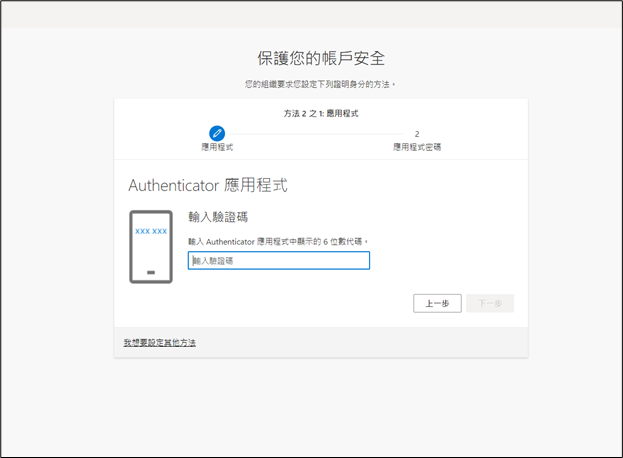 保護您的帳戶安全
您的組織要求您設定下列證明身分的方法。
方法 2 之 1: 應用程式
2
應用程式
應用程式密碼
Authenticator 應用程式
輸入驗證碼
XXX XXX
輸入 Authenticator 應用程式中顯示的 6 位數代碼。
輸入驗證碼
上一步
下一步
我想要設定其他方法